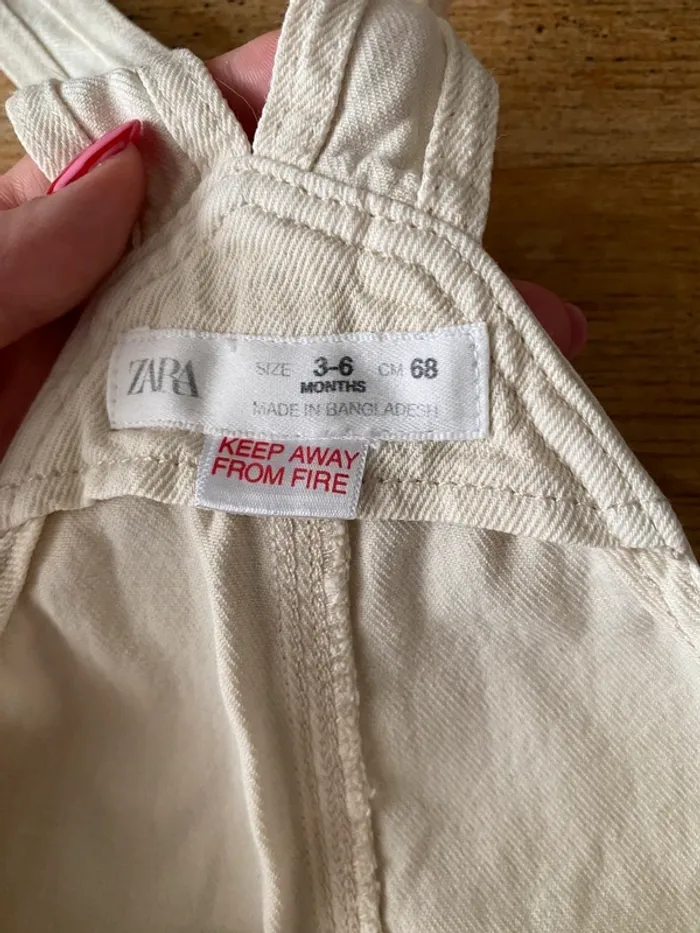 ZARA
SIZE 3-6 MONTHS CM 68
MADE IN BANGLADESH
KEEP AWAY
FROM FIRE